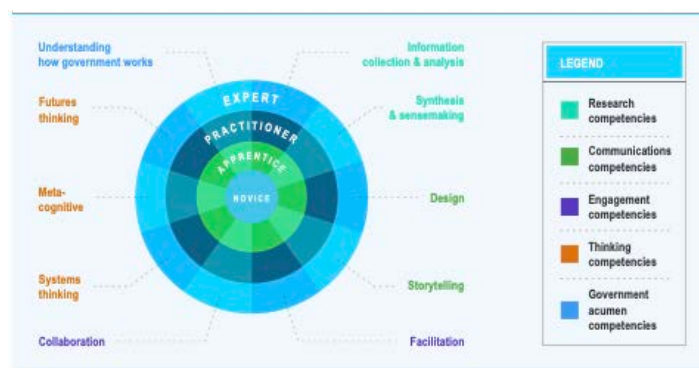 Understanding
how government works
Information
collection & analysis
Futures
thinking
Synthesis
& sensemaking
Meta-
cognitive
Design
Systems
thinking
Storytelling
Collaboration
Facilitation
EXPERT
PRACTITIONER
APPRENTICE
NOVICE
LEGEND
Research
competencies
Communications
competencies
Engagement
competencies
Thinking
competencies
Government
acumen
competencies